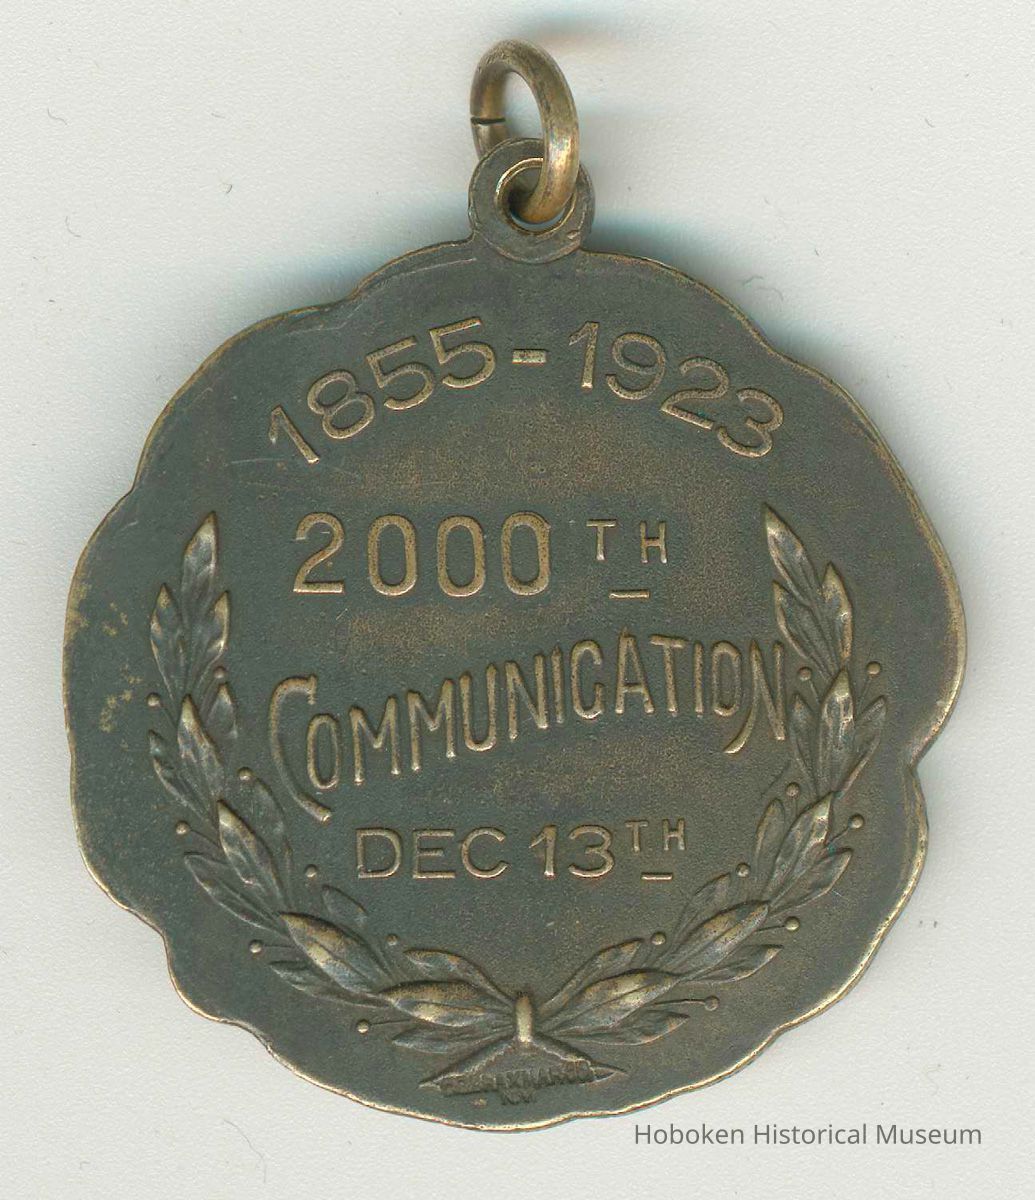 1855-1923
2000TH
COMMUNICATION
DEC 13TH
N.Y.
Hoboken Historical Museum